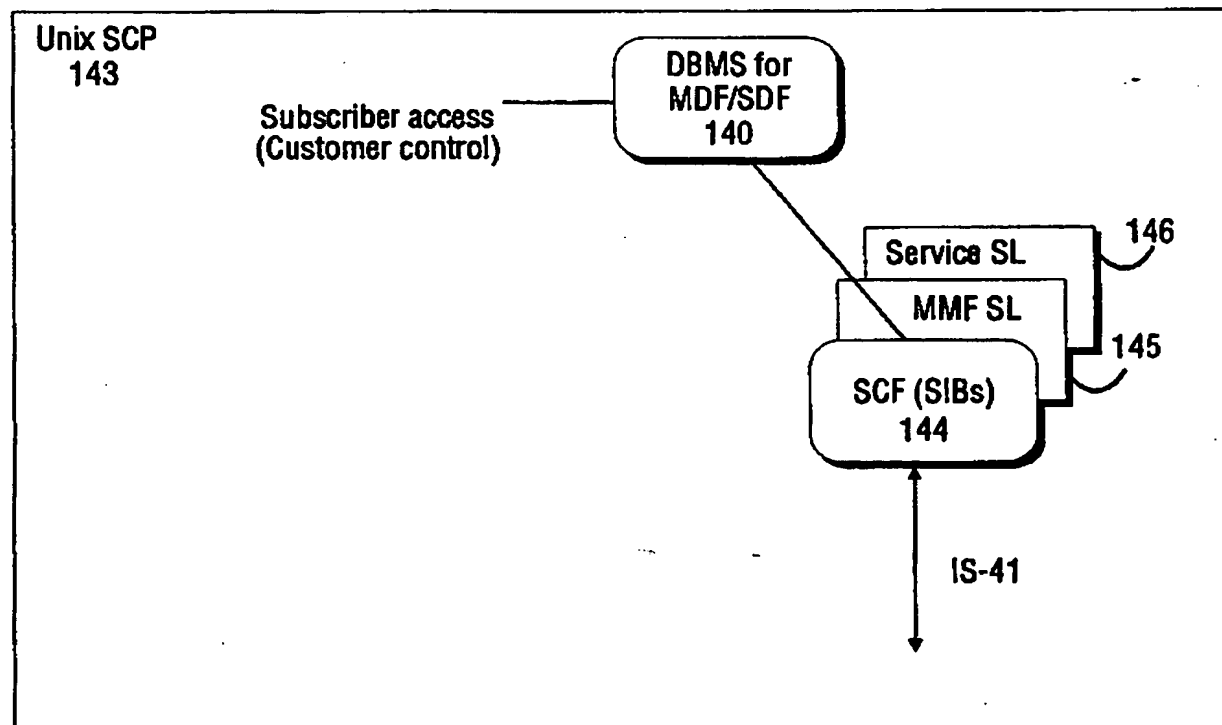 Unix SCP
143
DBMS for
MDF/SDF
140
Subscriber access
(Customer control)
146
Service SL
MMF SL
145
SCF (SIBs)
144
IS-41